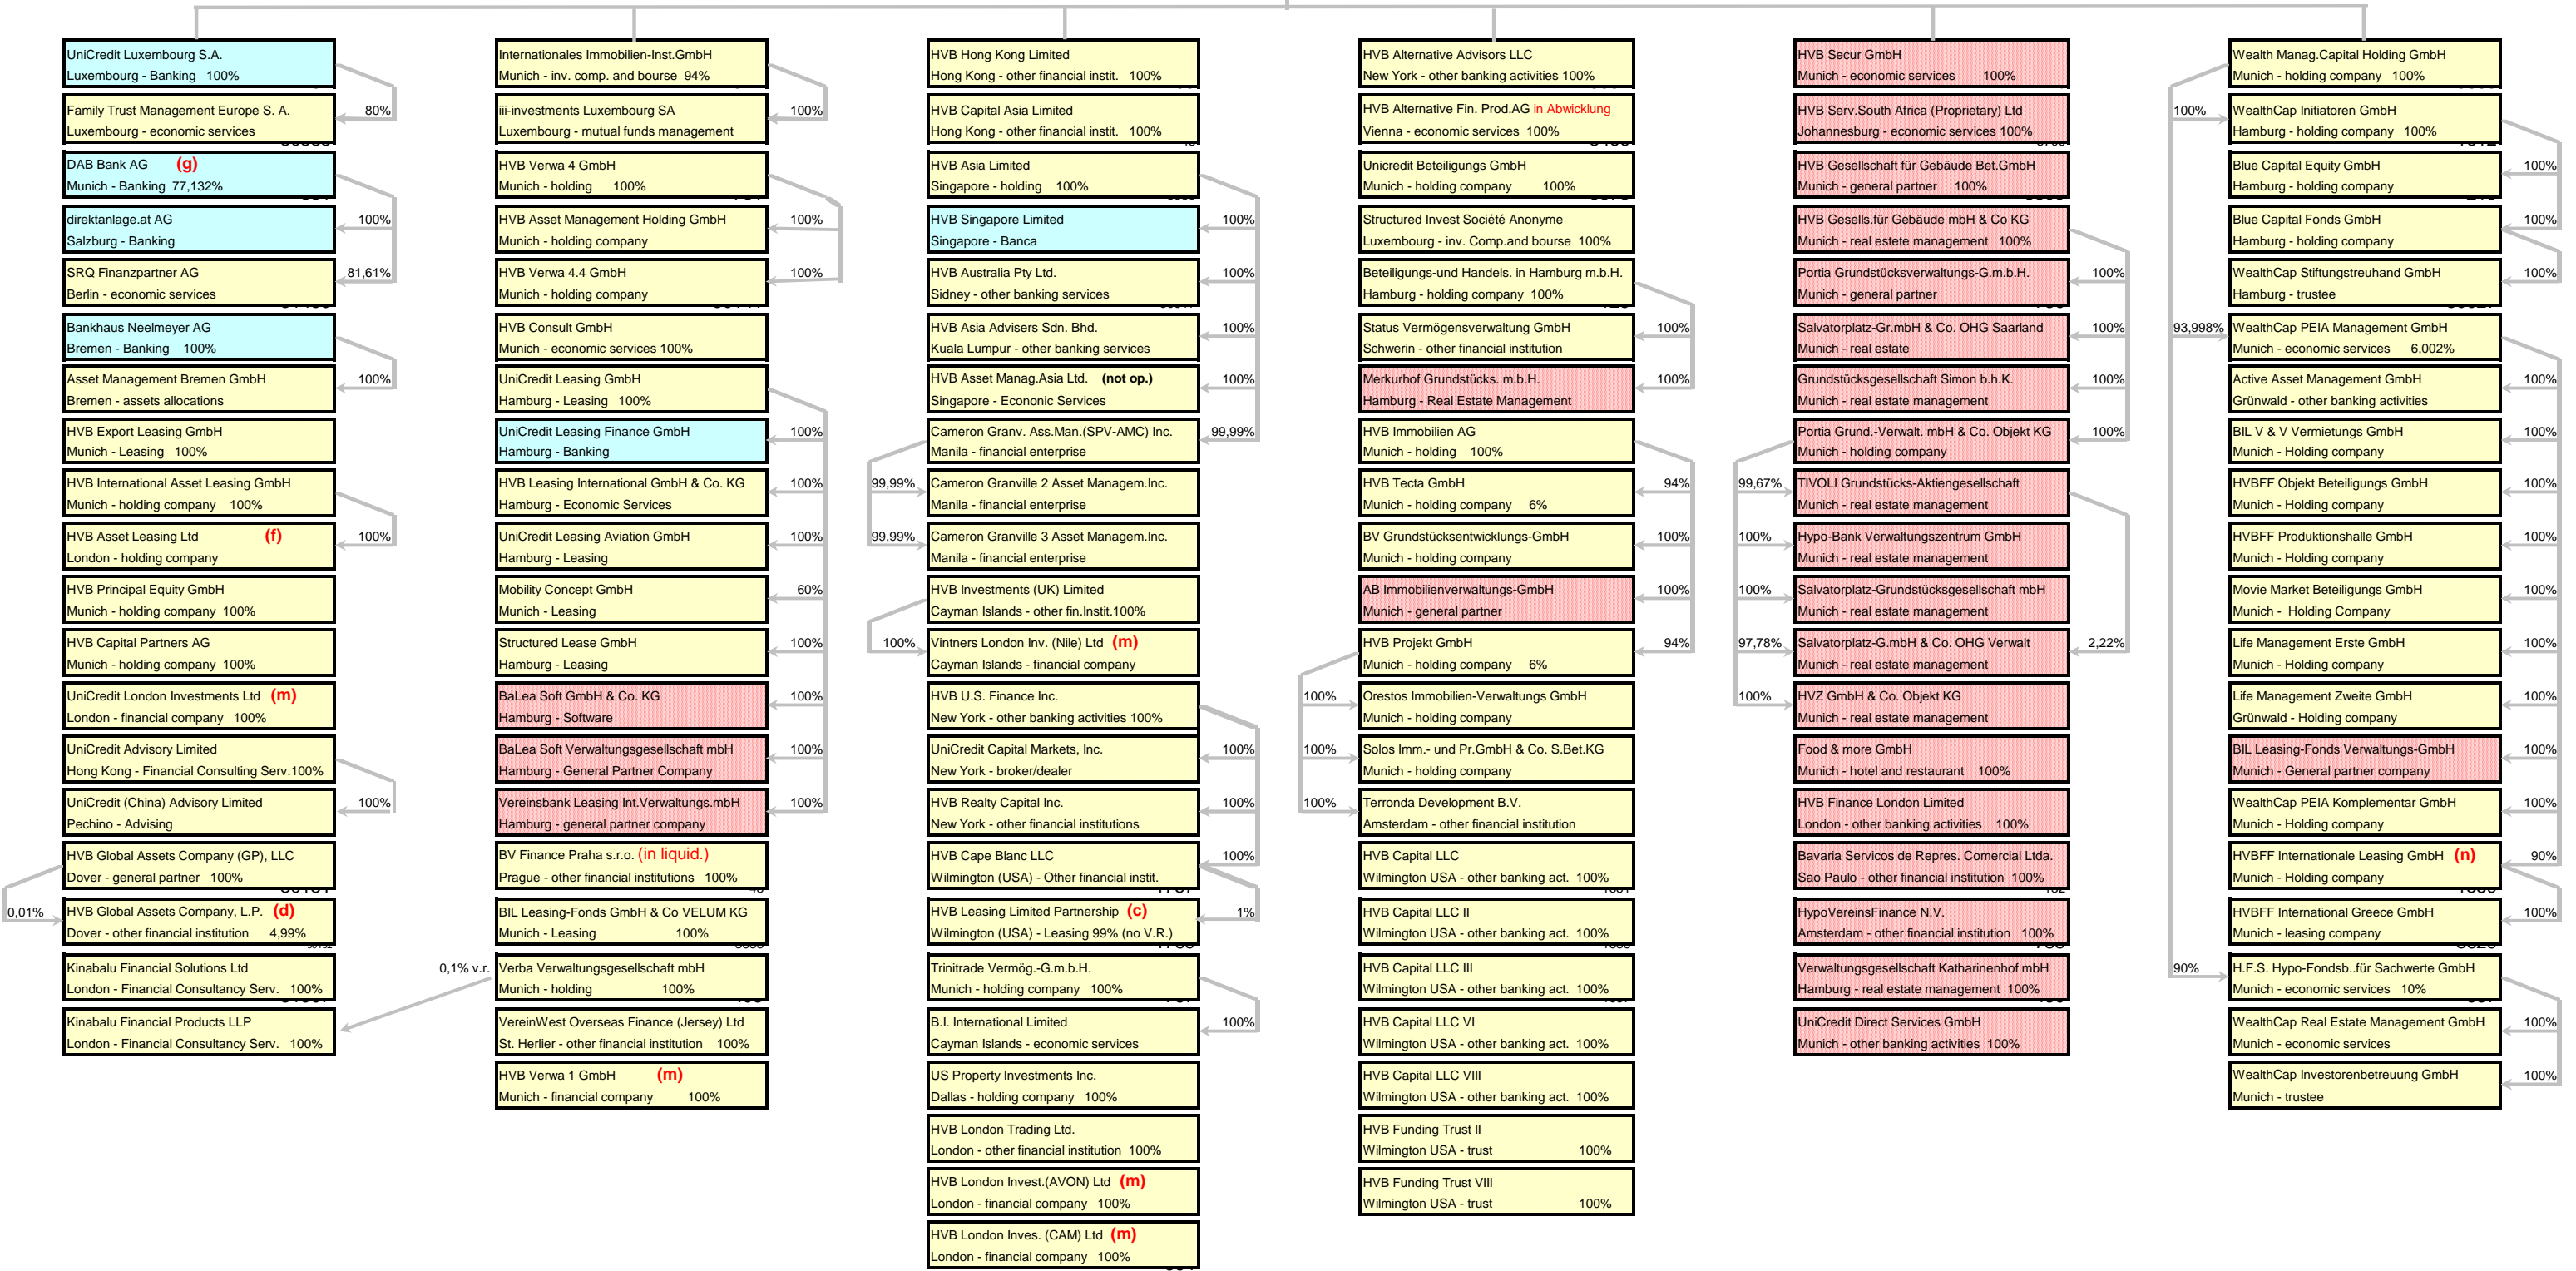 UniCredit Luxembourg S.A.
Luxembourg - Banking 100%
Family Trust Management Europe S. A.
Luxembourg - economic services
80%
DAB Bank AG (g)
Munich - Banking 77,132%
direktanlage.at AG
Salzburg - Banking
100%
SRQ Finanzpartner AG
Berlin - economic services
81,61%
Bankhaus Neelmeyer AG
Bremen - Banking 100%
Asset Management Bremen GmbH
Bremen - assets allocations
100%
HVB Export Leasing GmbH
Munich - Leasing 100%
HVB International Asset Leasing GmbH
Munich - holding company 100%
HVB Asset Leasing Ltd (f)
London - holding company
100%
HVB Principal Equity GmbH
Munich - holding company 100%
HVB Capital Partners AG
Munich - holding company 100%
UniCredit London Investments Ltd (m)
London - financial company 100%
UniCredit Advisory Limited
Hong Kong - Financial Consulting Serv.100%
UniCredit (China) Advisory Limited
Pechino - Advising
100%
HVB Global Assets Company (GP), LLC
Dover - general partner 100%
0,01%
HVB Global Assets Company, L.P. (d)
Dover - other financial institution 4,99%
Kinabalu Financial Solutions Ltd
London - Financial Consultancy Serv. 100%
Kinabalu Financial Products LLP
London - Financial Consultancy Serv. 100%
Internationales Immobilien-Inst.GmbH
Munich - inv. comp. and bourse 94%
iii-investments Luxembourg SA
Luxembourg - mutual funds management
100%
HVB Verwa 4 GmbH
Munich - holding 100%
HVB Asset Management Holding GmbH
Munich - holding company
100%
HVB Verwa 4.4 GmbH
Munich - holding company
100%
HVB Consult GmbH
Munich - economic services 100%
UniCredit Leasing GmbH
Hamburg - Leasing 100%
UniCredit Leasing Finance GmbH
Hamburg - Banking
100%
HVB Leasing International GmbH & Co. KG
Hamburg - Economic Services
100%
UniCredit Leasing Aviation GmbH
Hamburg - Leasing
100%
Mobility Concept GmbH
Munich - Leasing
60%
Structured Lease GmbH
Hamburg - Leasing
100%
BaLea Soft GmbH & Co. KG
Hamburg - Software
100%
BaLea Soft Verwaltungsgesellschaft mbH
Hamburg - General Partner Company
100%
Vereinsbank Leasing Int.Verwaltungs.mbH
Hamburg - general partner company
100%
BV Finance Praha s.r.o. (in liquid.)
Prague - other financial institutions 100%
BIL Leasing-Fonds GmbH & Co VELUM KG
Munich - Leasing 100%
0,1% v.r.
Verba Verwaltungsgesellschaft mbH
Munich - holding 100%
VereinWest Overseas Finance (Jersey) Ltd
St. Herlier - other financial institution 100%
HVB Verwa 1 GmbH (m)
Munich - financial company 100%
HVB Hong Kong Limited
Hong Kong - other financial instit. 100%
HVB Capital Asia Limited
Hong Kong - other financial instit. 100%
HVB Asia Limited
Singapore - holding 100%
HVB Singapore Limited
Singapore - Banca
100%
HVB Australia Pty Ltd.
Sidney - other banking services
100%
HVB Asia Advisers Sdn. Bhd.
Kuala Lumpur - other banking services
100%
HVB Asset Manag.Asia Ltd. (not op.)
Singapore - Econonic Services
100%
Cameron Granv. Ass.Man.(SPV-AMC) Inc.
Manila - financial enterprise
99,99%
99,99%
Cameron Granville 2 Asset Managem.Inc.
Manila - financial enterprise
99,99%
Cameron Granville 3 Asset Managem.Inc.
Manila - financial enterprise
HVB Investments (UK) Limited
Cayman Islands - other fin.Instit.100%
100%
Vintners London Inv. (Nile) Ltd (m)
Cayman Islands - financial company
HVB U.S. Finance Inc.
New York - other banking activities 100%
UniCredit Capital Markets, Inc.
New York - broker/dealer
100%
HVB Realty Capital Inc.
New York - other financial institutions
100%
HVB Cape Blanc LLC
Wilmington (USA) - Other financial instit.
100%
HVB Leasing Limited Partnership (c)
Wilmington (USA) - Leasing 99% (no V.R.)
1%
Trinitrade Vermög.-G.m.b.H.
Munich - holding company 100%
B.I. International Limited
Cayman Islands - economic services
100%
US Property Investments Inc.
Dallas - holding company 100%
HVB London Trading Ltd.
London - other financial institution 100%
HVB London Invest.(AVON) Ltd (m)
London - financial company 100%
HVB London Inves. (CAM) Ltd (m)
London - financial company 100%
HVB Alternative Advisors LLC
New York - other banking activities 100%
HVB Alternative Fin. Prod.AG in Abwicklung
Vienna - economic services 100%
Unicredit Beteiligungs GmbH
Munich - holding company 100%
Structured Invest Société Anonyme
Luxembourg - inv. Comp.and bourse 100%
Beteiligungs-und Handels. in Hamburg m.b.H.
Hamburg - holding company 100%
Status Vermögensverwaltung GmbH
Schwerin - other financial institution
100%
Merkurhof Grundstücks. m.b.H.
Hamburg - Real Estate Management
100%
HVB Immobilien AG
Munich - holding 100%
HVB Tecta GmbH
Munich - holding company 6%
94%
BV Grundstücksentwicklungs-GmbH
Munich - holding company
100%
AB Immobilienverwaltungs-GmbH
Munich - general partner
100%
HVB Projekt GmbH
Munich - holding company 6%
94%
100%
Orestos Immobilien-Verwaltungs GmbH
Munich - holding company
100%
Solos Imm.- und Pr.GmbH & Co. S.Bet.KG
Munich - holding company
100%
Terronda Development B.V.
Amsterdam - other financial institution
HVB Capital LLC
Wilmington USA - other banking act. 100%
HVB Capital LLC II
Wilmington USA - other banking act. 100%
HVB Capital LLC III
Wilmington USA - other banking act. 100%
HVB Capital LLC VI
Wilmington USA - other banking act. 100%
HVB Capital LLC VIII
Wilmington USA - other banking act. 100%
HVB Funding Trust II
Wilmington USA - trust 100%
HVB Funding Trust VIII
Wilmington USA - trust 100%
HVB Secur GmbH
Munich - economic services 100%
HVB Serv.South Africa (Proprietary) Ltd
Johannesburg - economic services 100%
HVB Gesellschaft für Gebäude Bet.GmbH
Munich - general partner 100%
HVB Gesells.für Gebäude mbH & Co KG
Munich - real estete management 100%
Portia Grundstücksverwaltungs-G.m.b.H.
Munich - general partner
100%
Salvatorplatz-Gr.mbH & Co. OHG Saarland
Munich - real estate
100%
Grundstücksgesellschaft Simon b.h.K.
Munich - real estate management
100%
Portia Grund.-Verwalt. mbH & Co. Objekt KG
Munich - holding company
100%
99,67%
TIVOLI Grundstücks-Aktiengesellschaft
Munich - real estate management
100%
Hypo-Bank Verwaltungszentrum GmbH
Munich - real estate management
100%
Salvatorplatz-Grundstücksgesellschaft mbH
Munich - real estate management
97,78%
Salvatorplatz-G.mbH & Co. OHG Verwalt
Munich - real estate management
2,22%
100%
HVZ GmbH & Co. Objekt KG
Munich - real estate management
Food & more GmbH
Munich - hotel and restaurant 100%
HVB Finance London Limited
London - other banking activities 100%
Bavaria Servicos de Repres. Comercial Ltda.
Sao Paulo - other financial institution 100%
HypoVereinsFinance N.V.
Amsterdam - other financial institution 100%
Verwaltungsgesellschaft Katharinenhof mbH
Hamburg - real estate management 100%
UniCredit Direct Services GmbH
Munich - other banking activities 100%
Wealth Manag.Capital Holding GmbH
Munich - holding company 100%
100%
WealthCap Initiatoren GmbH
Hamburg - holding company 100%
Blue Capital Equity GmbH
Hamburg - holding company
100%
Blue Capital Fonds GmbH
Hamburg - holding company
100%
WealthCap Stiftungstreuhand GmbH
Hamburg - trustee
100%
93,998%
WealthCap PEIA Management GmbH
Munich - economic services 6,002%
Active Asset Management GmbH
Grünwald - other banking activities
100%
BIL V & V Vermietungs GmbH
Munich - Holding company
100%
HVBFF Objekt Beteiligungs GmbH
Munich - Holding company
100%
HVBFF Produktionshalle GmbH
Munich - Holding company
100%
Movie Market Beteiligungs GmbH
Munich - Holding Company
100%
Life Management Erste GmbH
Munich - Holding company
100%
Life Management Zweite GmbH
Grünwald - Holding company
100%
BIL Leasing-Fonds Verwaltungs-GmbH
Munich - General partner company
100%
WealthCap PEIA Komplementar GmbH
Munich - Holding company
100%
HVBFF Internationale Leasing GmbH (n)
Munich - Holding company
90%
HVBFF International Greece GmbH
Munich - leasing company
100%
90%
H.F.S. Hypo-Fondsb..für Sachwerte GmbH
Munich - economic services 10%
WealthCap Real Estate Management GmbH
Munich - economic services
100%
WealthCap Investorenbetreuung GmbH
Munich - trustee
100%